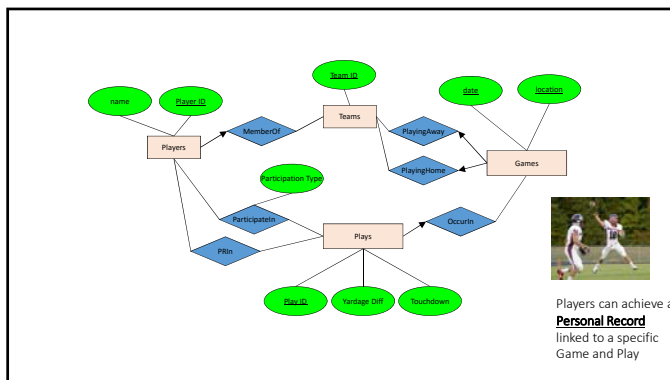 Team ID
name
Player ID
date
location
MemberOf
Teams
PlayingAway
Players
PlayingHome
Games
Participation Type
ParticipateIn
Plays
OccurIn
PRIn
Play ID
Yardage Diff
Touchdown
Players can achieve a
Personal Record
linked to a specific
Game and Play